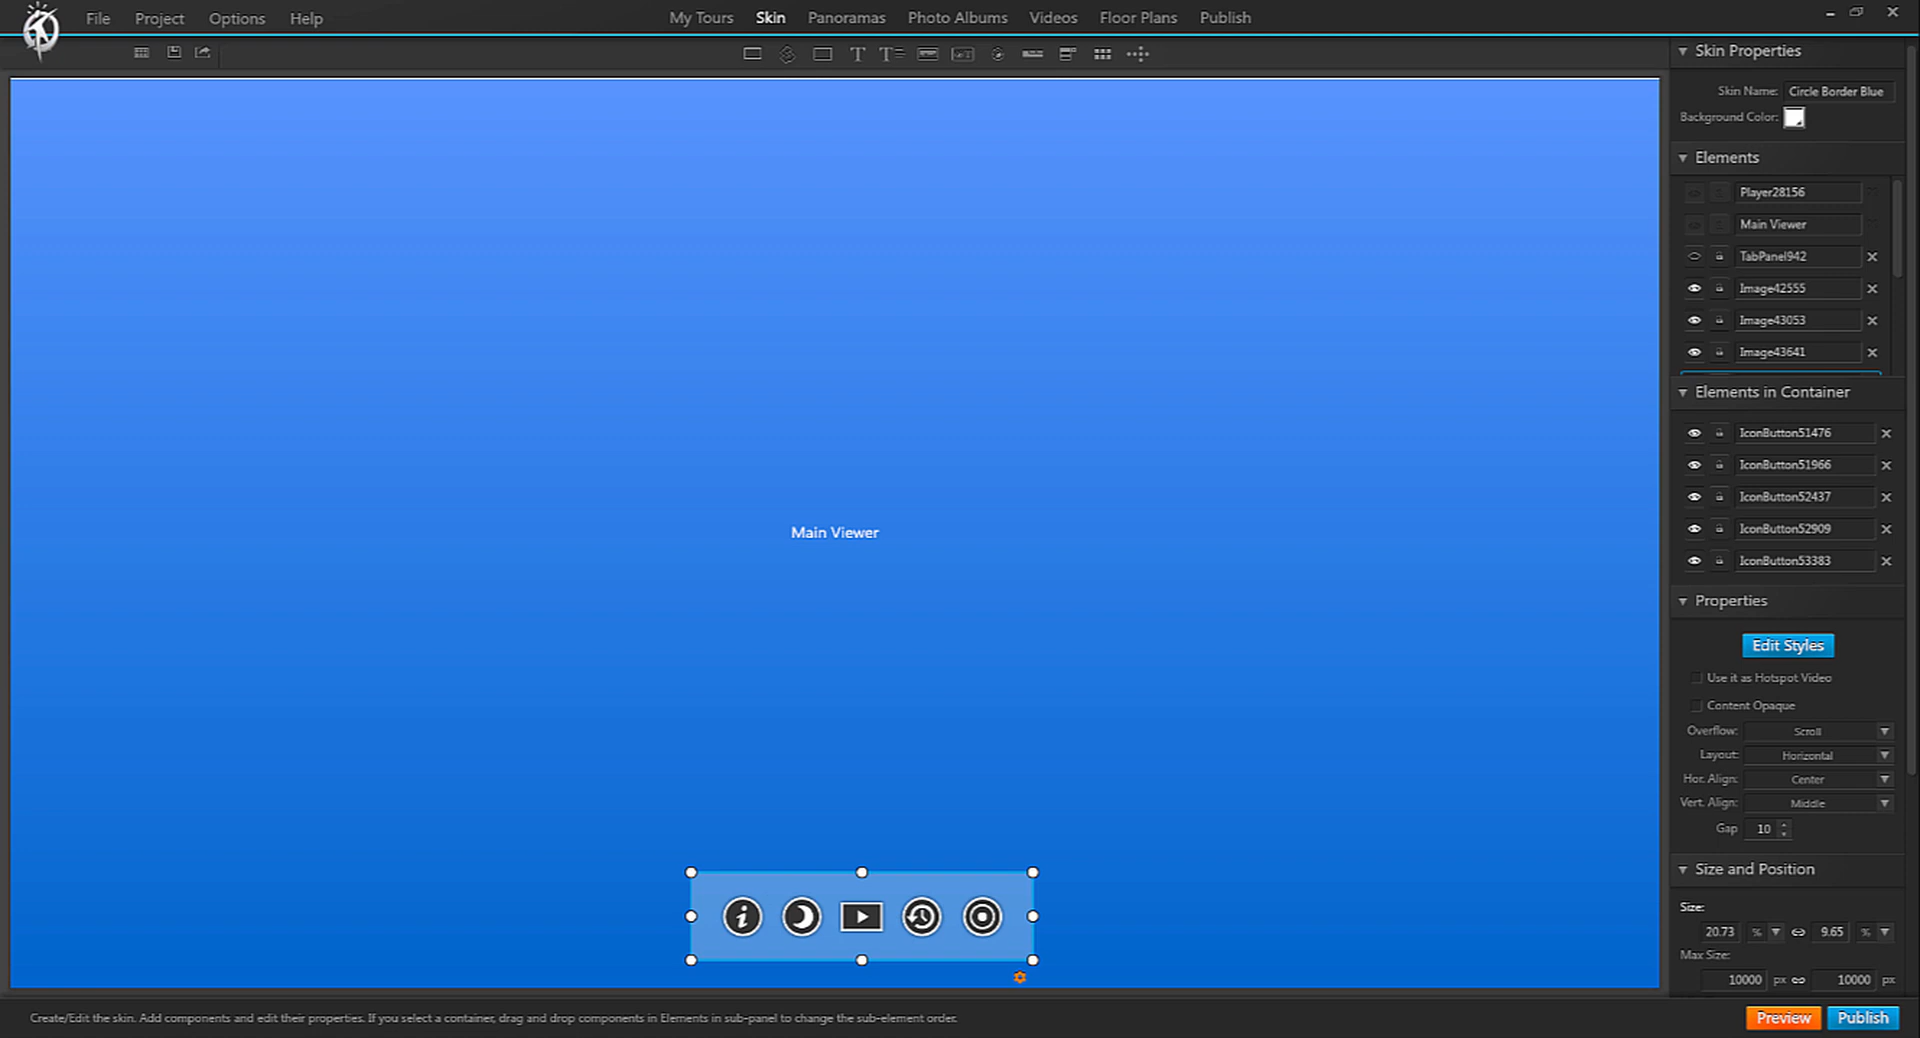 File Project Options Help
My Tours Skin Panoramas Photo Albums Videos Floor Plans Publish
Skin Properties
Skin Name: Circle Border Blue
Background Color:
Elements
Player28156
Main Viewer
TabPanel942
Image42555
Image43053
Image43641
Elements in Container
IconButton51476
IconButton51966
IconButton52437
IconButton52909
IconButton53383
Main Viewer
Properties
Edit Styles
Use it as Hotspot Video
Content Opaque
Overflow: Scroll
Layout: Horizontal
Hor. Align: Center
Vert. Align: Middle
Gap 10
Size and Position
Size:
20.73 % 9.65 %
Max Size:
10000 px 10000 px
Create/Edit the skin. Add components and edit their properties. If you select a container, drag and drop components in Elements in sub-panel to change the sub-element order.
Preview Publish